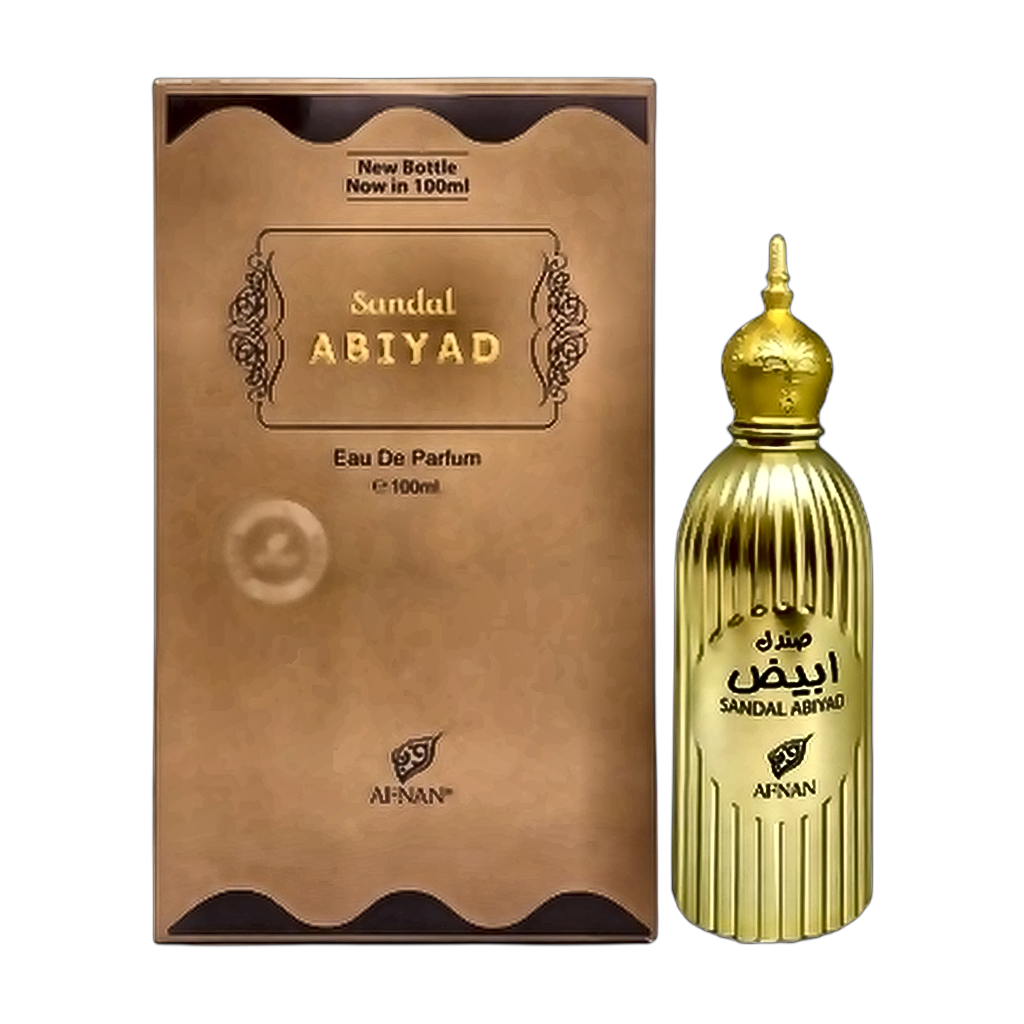 New Bottle
Now in 100ml
Sandal
ABIYAD
Eau De Parfum
℮ 100ml
AFNAN
صندل
ابيض
SANDAL ABIYAD
AFNAN